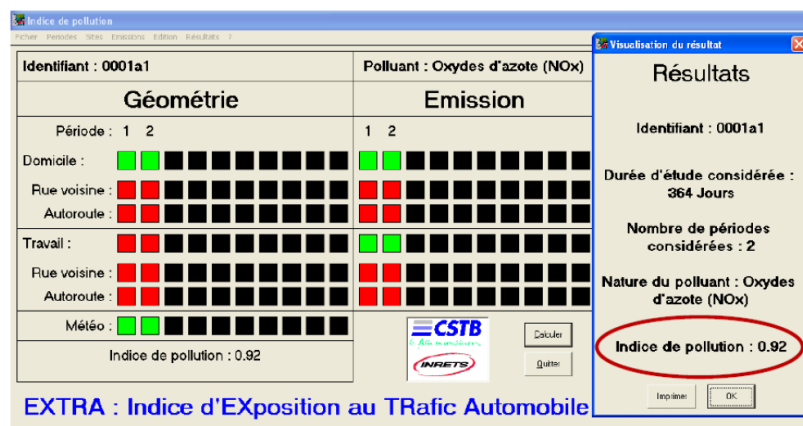 Indice de pollution
Fichier Periodes Sites Emissions Edition Résultats ?
Identifiant : 0001a1
Polluant : Oxydes d'azote (NOx)
Géométrie
Emission
Période : 1 2
1 2
Domicile :
Rue voisine :
Autoroute :
Travail :
Rue voisine :
Autoroute :
Météo :
Indice de pollution : 0.92
CSTB
INRETS
Calculer
Quitter
Visualisation du résultat
Résultats
Identifiant : 0001a1
Durée d'étude considérée :
364 Jours
Nombre de périodes
considérées : 2
Nature du polluant : Oxydes
d'azote (NOx)
Indice de pollution : 0.92
Imprimer
OK
EXTRA : Indice d'EXposition au TRafic Automobile